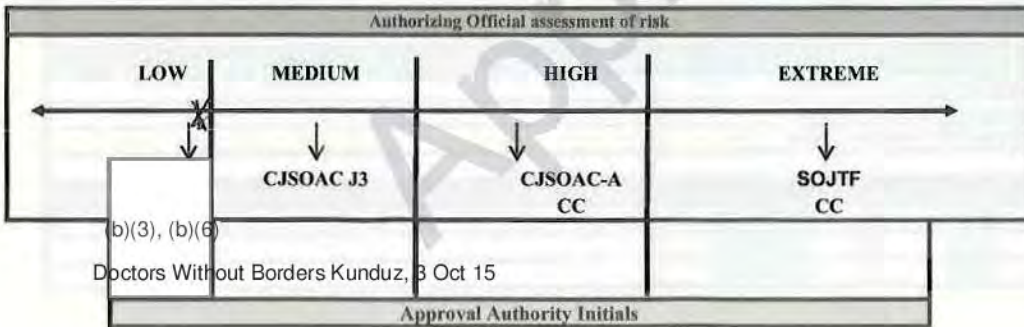 Authorizing Official assessment of risk
LOW MEDIUM HIGH EXTREME
CJSOAC J3 CJSOAC-A SOJTF
CC CC
(b)(3), (b)(6)
Doctors Without Borders Kunduz, 3 Oct 15
Approval Authority Initials